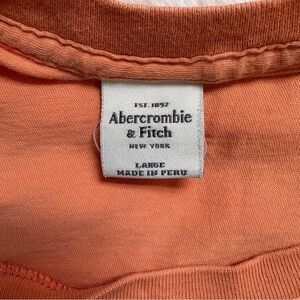 EST. 1892
Abercrombie
& Fitch
NEW YORK
LARGE
MADE IN PERU